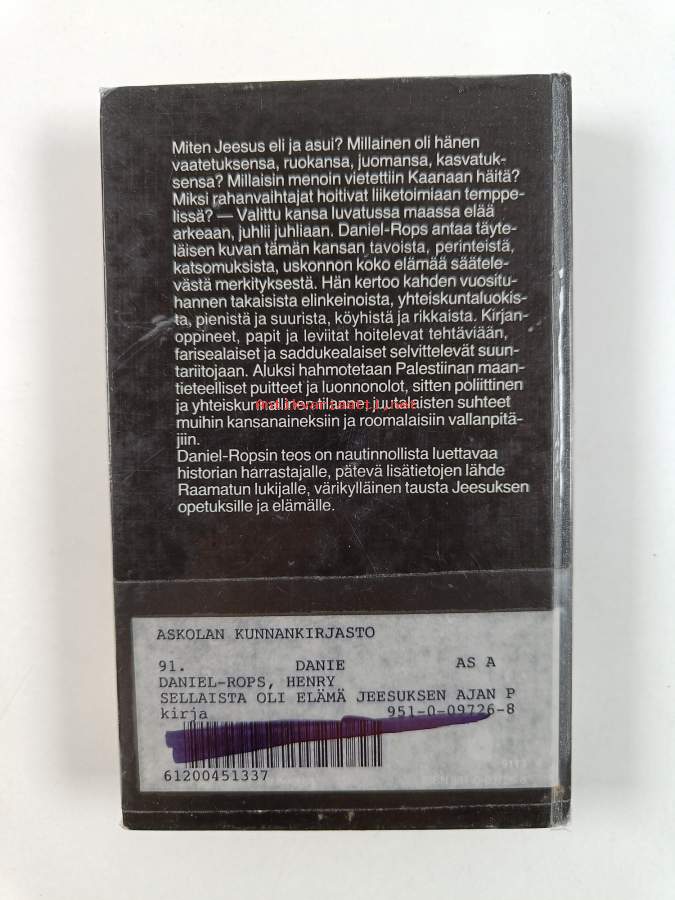 Miten Jeesus eli ja asui? Millainen oli hänen
vaatetuksensa, ruokansa, juomansa, kasvatuk-
sensa? Millaisin menoin vietettiin Kaanaan häitä?
Miksi rahanvaihtajat hoitivat liiketoimiaan temppe-
lissä? — Valittu kansa luvatussa maassa elää
arkeaan, juhlii juhliaan. Daniel-Rops antaa täyte-
läisen kuvan tämän kansan tavoista, perinteistä,
katsomuksista, uskonnon koko elämää säätele-
västä merkityksestä. Hän kertoo kahden vuositu-
hannen takaisista elinkeinoista, yhteiskuntaluokis-
ta, pienistä ja suurista, köyhistä ja rikkaista. Kirjan-
oppineet, papit ja leviitat hoitelevat tehtäviään,
farisealaiset ja saddukealaiset selvittelevät suun-
tariitojaan. Aluksi hahmotetaan Palestiinan maan-
tieteelliset puitteet ja luonnonolot, sitten poliittinen
ja yhteiskunnallinen tilanne, juutalaisten suhteet
muihin kansanaineksiin ja roomalaisiin vallanpitä-
jiin.
Daniel-Ropsin teos on nautinnollista luettavaa
historian harrastajalle, pätevä lisätietojen lähde
Raamatun lukijalle, värikylläinen tausta Jeesuksen
opetuksille ja elämälle.
ASKOLAN KUNNANKIRJASTO
91. DANIE AS A
DANIEL-ROPS, HENRY
SELLAISTA OLI ELÄMÄ JEESUKSEN AJAN P
kirja 951-0-09726-8
61200451337